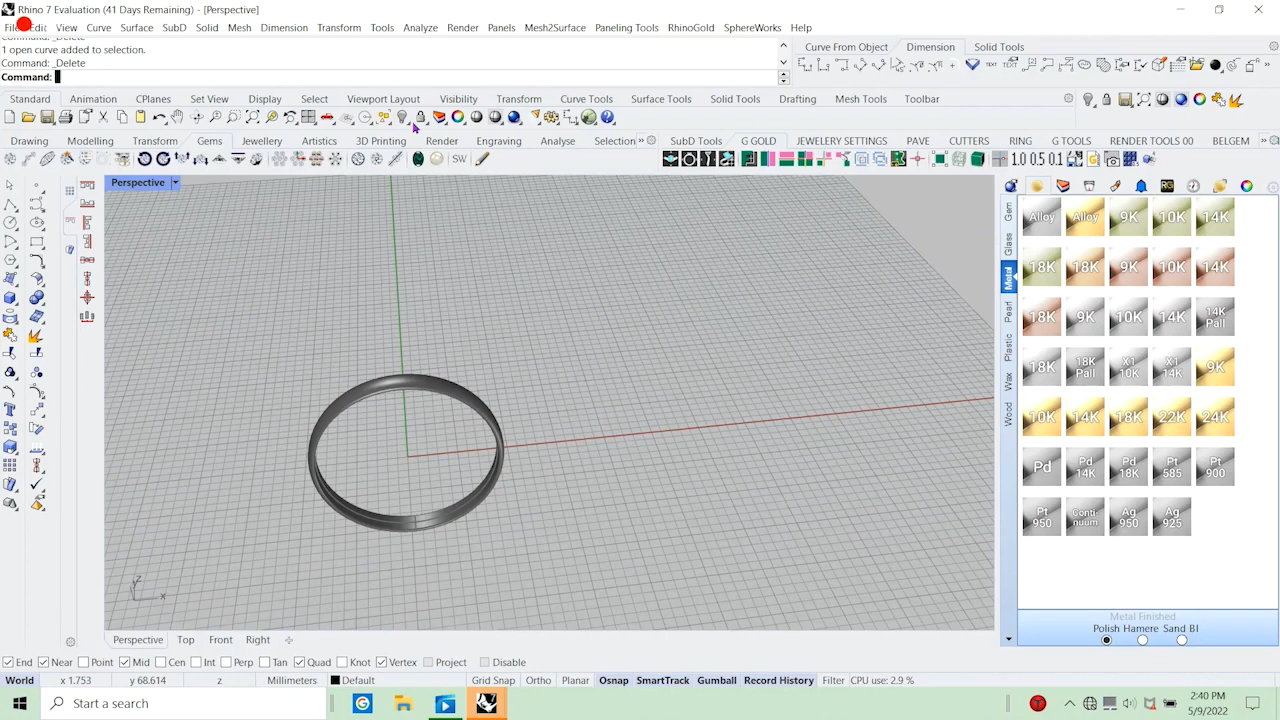 Rhino 7 Evaluation (41 Days Remaining) - [Perspective]
File Edit View Curve Surface SubD Solid Mesh Dimension Transform Tools Analyze Render Panels Mesh2Surface Paneling Tools RhinoGold SphereWorks Help
Command: _Delete
1 open curve added to selection.
Command: _Delete
Command:
Curve From Object Dimension Solid Tools
Standard Animation CPlanes Set View Display Select Viewport Layout Visibility Transform Curve Tools Surface Tools Solid Tools Drafting Mesh Tools
Drawing Modelling Transform Gems Jewellery Artistics 3D Printing Render Engraving Analyse Selection SubD Tools G GOLD JEWELRY SETTINGS PAVE CUTTERS RING G TOOLS RENDER TOOLS 00 BELGEM
SW 1.0 0.5 0.1
Perspective
RG
Gem
Glass
Metal
Pearl
Plastic
Wax
Wood
Alloy Alloy 9K 10K 14K
18K 18K 9K 10K 14K
18K 9K 10K 14K 14K Pall
18K 18K Pall X1 10K X1 14K 9K
10K 14K 18K 22K 24K
Pd Pd 14K Pd 18K Pt 585 Pt 900
Pt 950 Conti nuum Ag 950 Ag 925
Z
x
Metal Finished
Polish Hamere Sand Bl
Perspective Top Front Right
End Near Point Mid Cen Int Perp Tan Quad Knot Vertex Project Disable
World x 1.753 y 68.614 z Millimeters Default Grid Snap Ortho Planar Osnap SmartTrack Gumball Record History Filter CPU use: 2.9 %
Start a search
2:40 PM
5/9/2022